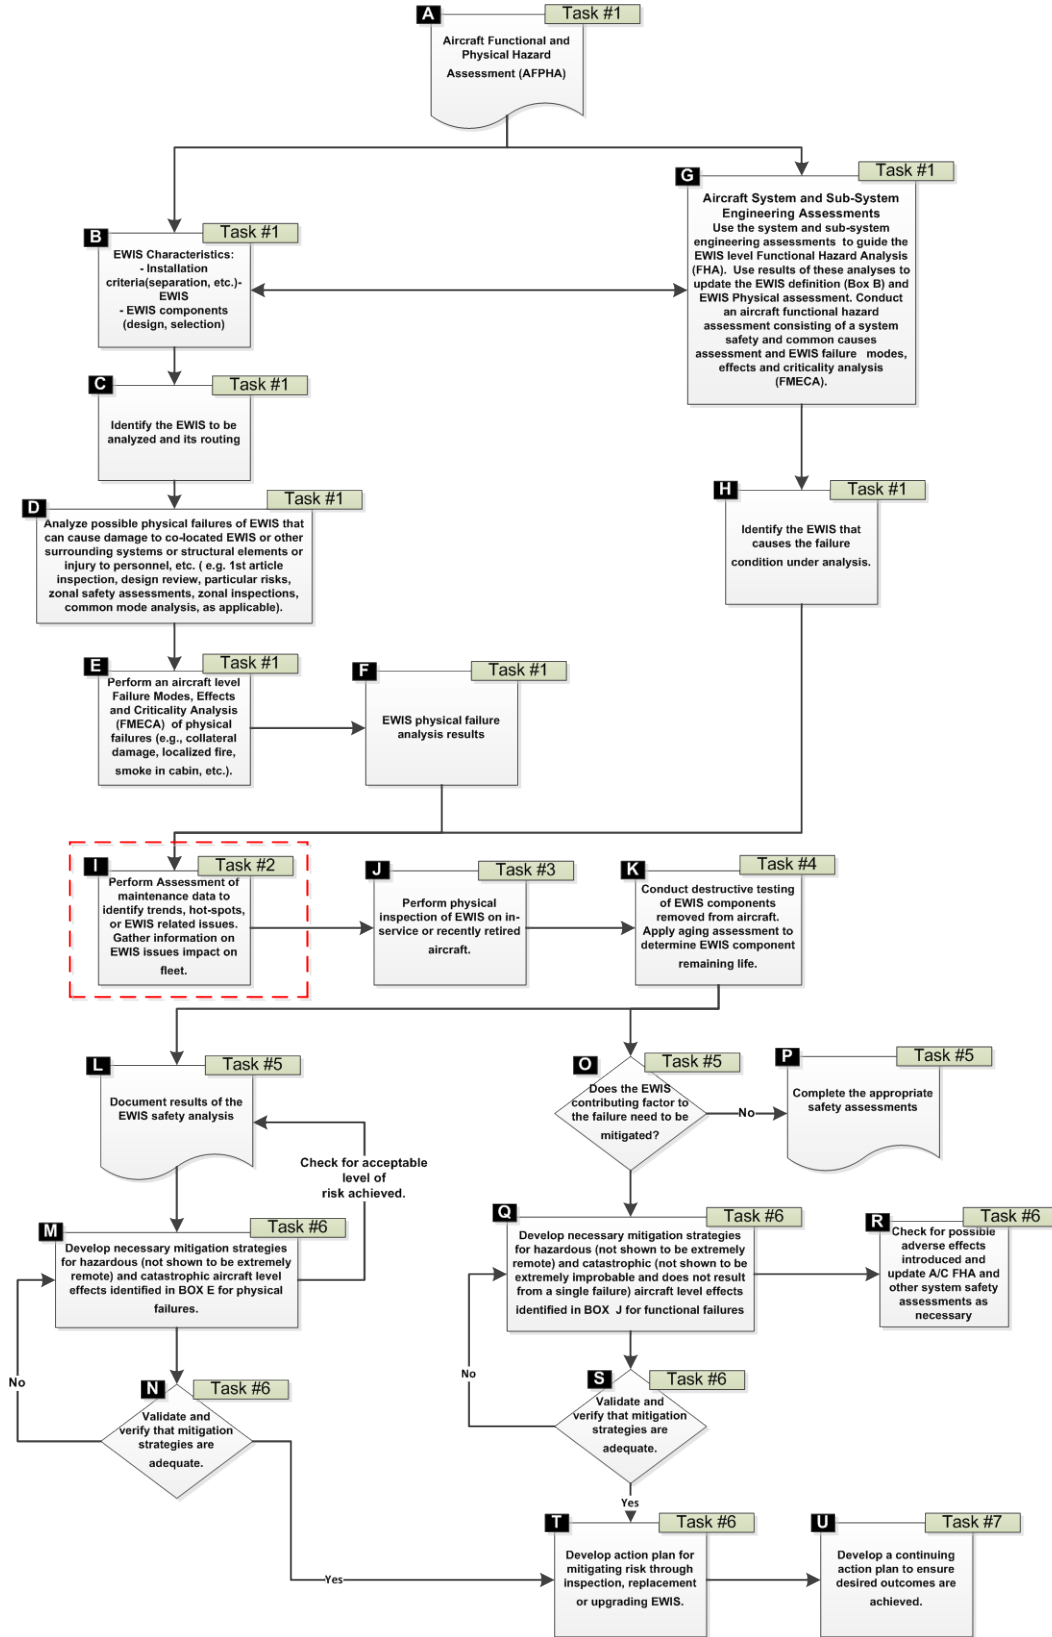 A
Task #1
Aircraft Functional and
Physical Hazard
Assessment (AFPHA)
G
Task #1
Aircraft System and Sub-System
Engineering Assessments
Use the system and sub-system
engineering assessments to guide the
EWIS level Functional Hazard Analysis
(FHA). Use results of these analyses to
update the EWIS definition (Box B) and
EWIS Physical assessment. Conduct
an aircraft functional hazard
assessment consisting of a system
safety and common causes
assessment and EWIS failure modes,
effects and criticality analysis
(FMECA).
B
Task #1
EWIS Characteristics:
- Installation
criteria(separation, etc.)-
EWIS
- EWIS components
(design, selection)
C
Task #1
Identify the EWIS to be
analyzed and its routing
D
Task #1
Analyze possible physical failures of EWIS that
can cause damage to co-located EWIS or other
surrounding systems or structural elements or
injury to personnel, etc. ( e.g. 1st article
inspection, design review, particular risks,
zonal safety assessments, zonal inspections,
common mode analysis, as applicable).
H
Task #1
Identify the EWIS that
causes the failure
condition under analysis.
E
Task #1
Perform an aircraft level
Failure Modes, Effects
and Criticality Analysis
(FMECA) of physical
failures (e.g., collateral
damage, localized fire,
smoke in cabin, etc.).
F
Task #1
EWIS physical failure
analysis results
I
Task #2
Perform Assessment of
maintenance data to
identify trends, hot-spots,
or EWIS related issues.
Gather information on
EWIS issues impact on
fleet.
J
Task #3
Perform physical
inspection of EWIS on in-
service or recently retired
aircraft.
K
Task #4
Conduct destructive testing
of EWIS components
removed from aircraft.
Apply aging assessment to
determine EWIS component
remaining life.
L
Task #5
Document results of the
EWIS safety analysis
O
Task #5
Does the EWIS
contributing factor to
the failure need to be
mitigated?
No
P
Task #5
Complete the appropriate
safety assessments
Check for acceptable
level of
risk achieved.
M
Task #6
Develop necessary mitigation strategies
for hazardous (not shown to be extremely
remote) and catastrophic aircraft level
effects identified in BOX E for physical
failures.
Q
Task #6
Develop necessary mitigation strategies
for hazardous (not shown to be extremely
remote) and catastrophic (not shown to be
extremely improbable and does not result
from a single failure) aircraft level effects
identified in BOX J for functional failures
R
Task #6
Check for possible
adverse effects
introduced and
update A/C FHA and
other system safety
assessments as
necessary
No
N
Task #6
Validate and
verify that mitigation
strategies are
adequate.
No
S
Task #6
Validate and
verify that mitigation
strategies are
adequate.
Yes
Yes
T
Task #6
Develop action plan for
mitigating risk through
inspection, replacement
or upgrading EWIS.
U
Task #7
Develop a continuing
action plan to ensure
desired outcomes are
achieved.